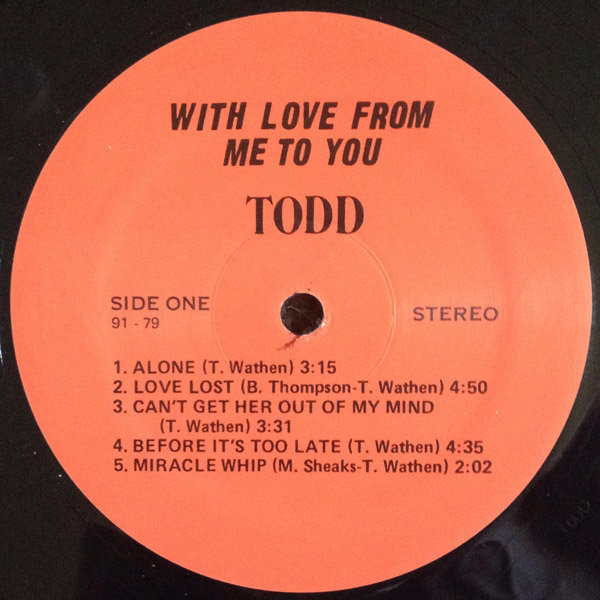 WITH LOVE FROM
ME TO YOU
TODD
SIDE ONE
91 - 79
STEREO
1. ALONE (T. Wathen) 3:15
2. LOVE LOST (B. Thompson-T. Wathen) 4:50
3. CAN'T GET HER OUT OF MY MIND
(T. Wathen) 3:31
4. BEFORE IT'S TOO LATE (T. Wathen) 4:35
5. MIRACLE WHIP (M. Sheaks-T. Wathen) 2:02